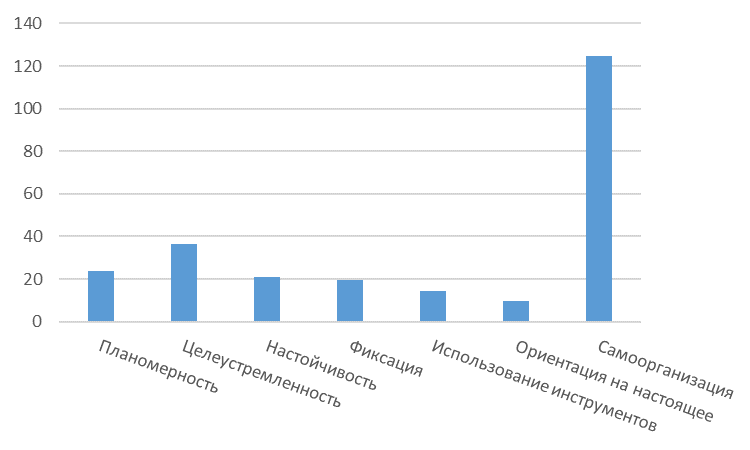 140
120
100
80
60
40
20
0
Планомерность
Целеустремленность
Настойчивость
Фиксация
Использование инструментов
Ориентация на настоящее
Самоорганизация